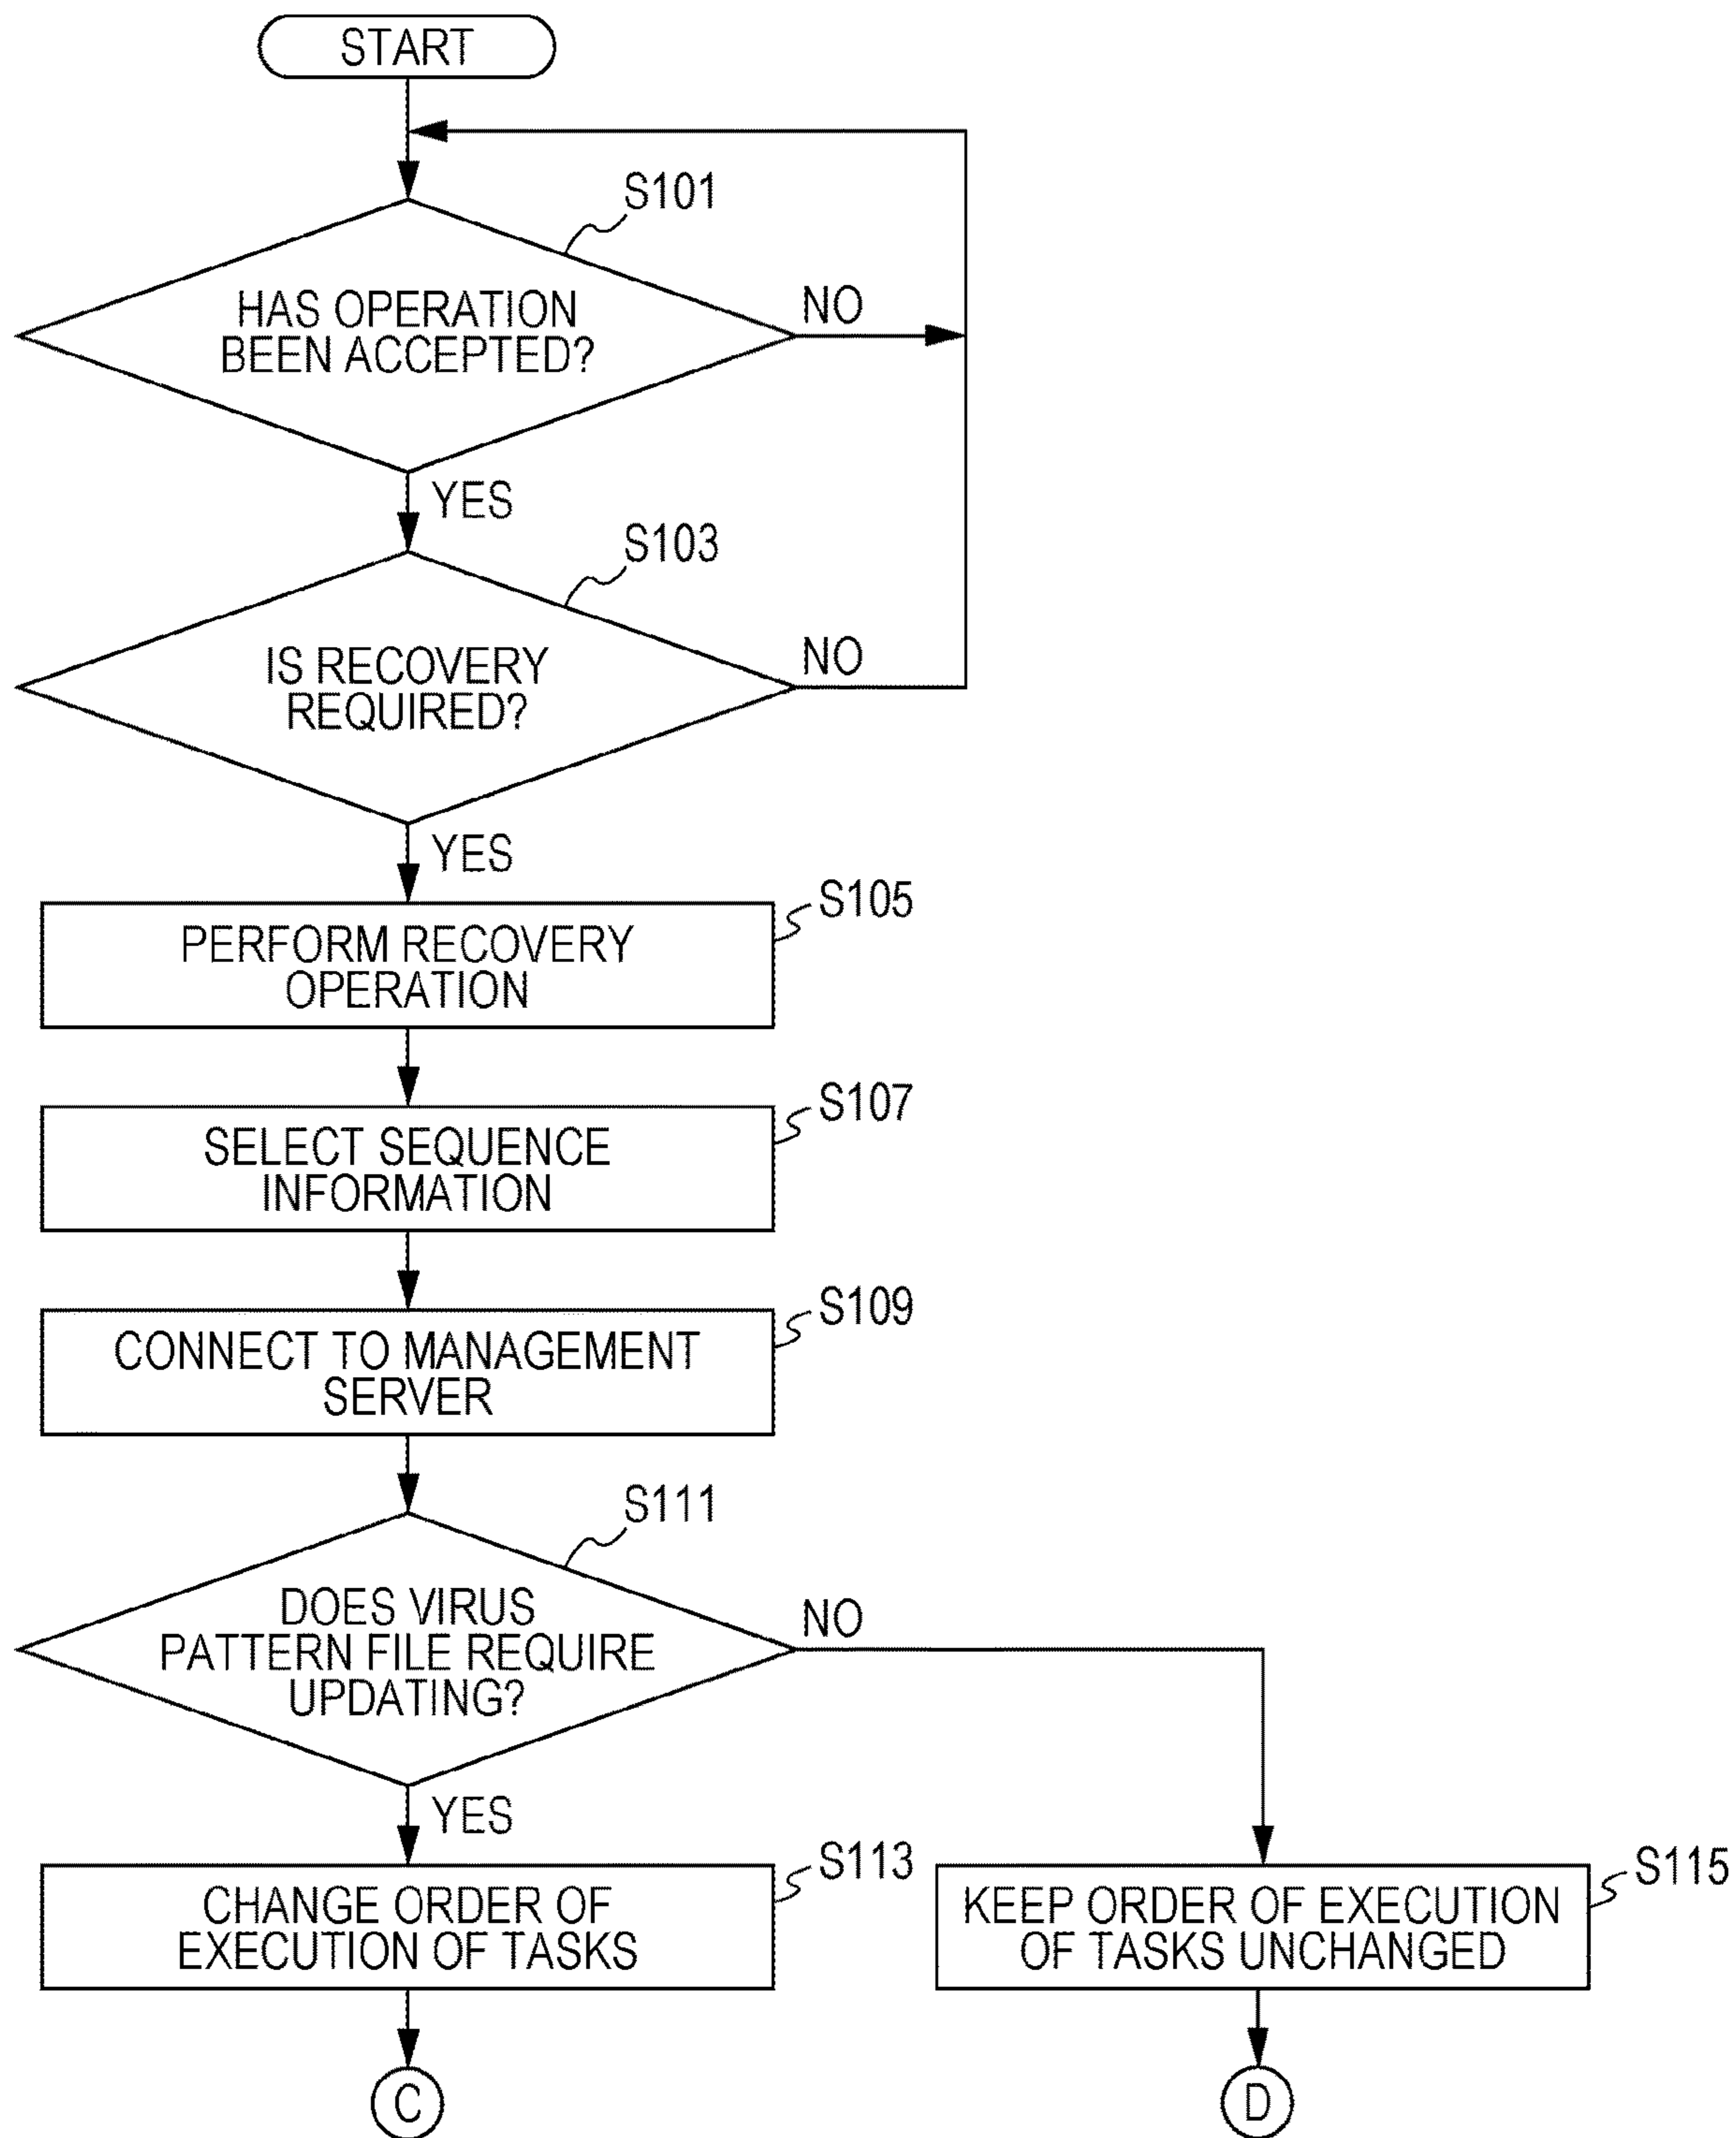 START
S101
HAS OPERATION
BEEN ACCEPTED?
NO
YES
S103
IS RECOVERY
REQUIRED?
NO
YES
S105
PERFORM RECOVERY
OPERATION
S107
SELECT SEQUENCE
INFORMATION
S109
CONNECT TO MANAGEMENT
SERVER
S111
DOES VIRUS
PATTERN FILE REQUIRE
UPDATING?
NO
YES
S113
CHANGE ORDER OF
EXECUTION OF TASKS
S115
KEEP ORDER OF EXECUTION
OF TASKS UNCHANGED
C
D